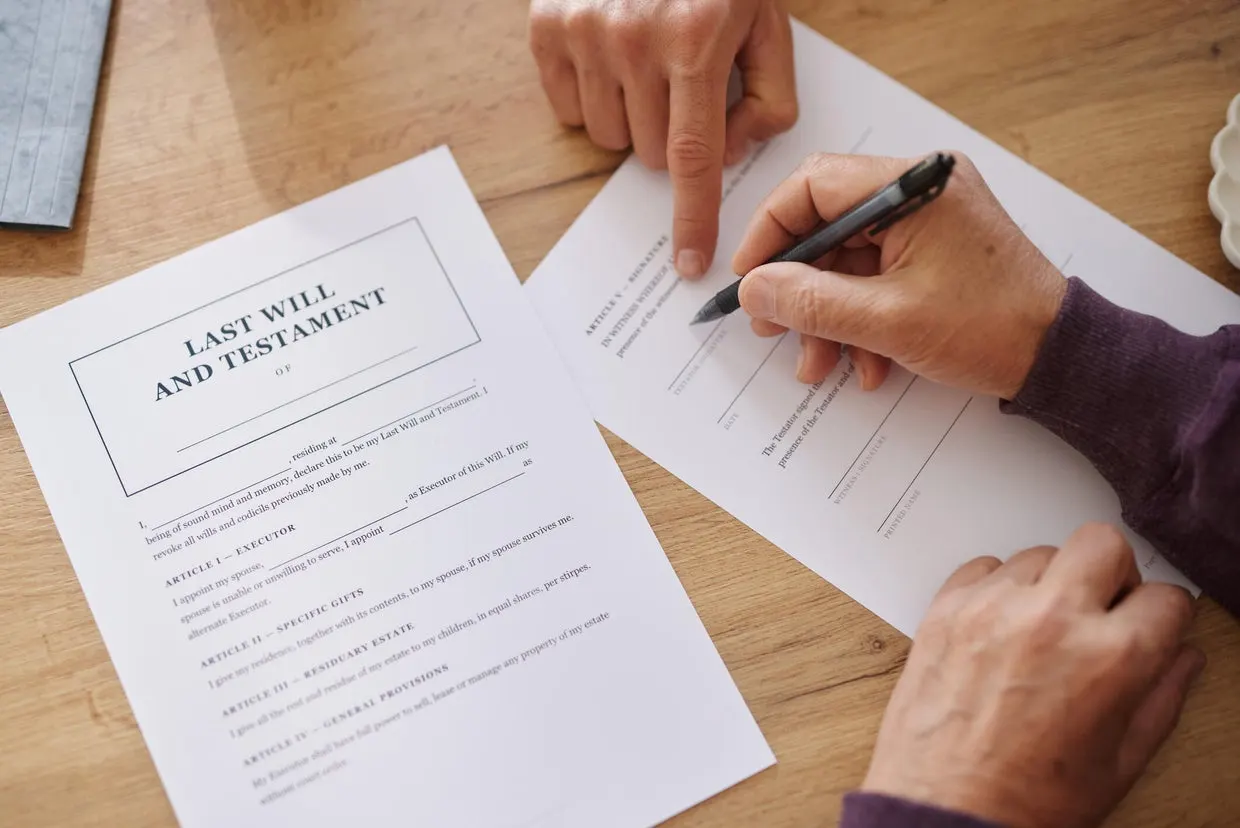 LAST WILL
AND TESTAMENT
OF
I, , residing at .
being of sound mind and memory, declare this to be my Last Will and Testament. I
revoke all wills and codicils previously made by me.
ARTICLE I — EXECUTOR
I appoint my spouse, , as Executor of this Will. If my
spouse is unable or unwilling to serve, I appoint as
alternate Executor.
ARTICLE II — SPECIFIC GIFTS
I give my residence, together with its contents, to my spouse, if my spouse survives me.
ARTICLE III — RESIDUARY ESTATE
I give all the rest and residue of my estate to my children, in equal shares, per stirpes.
ARTICLE IV — GENERAL PROVISIONS
My Executor shall have full power to sell, lease or manage any property of my estate
without court order.
ARTICLE V — SIGNATURE
IN WITNESS WHEREOF, I
presence of the witnesses
TESTATOR SIGNATURE
DATE
The Testator signed this
presence of the Testator and of
WITNESS 1 SIGNATURE
PRINTED NAME